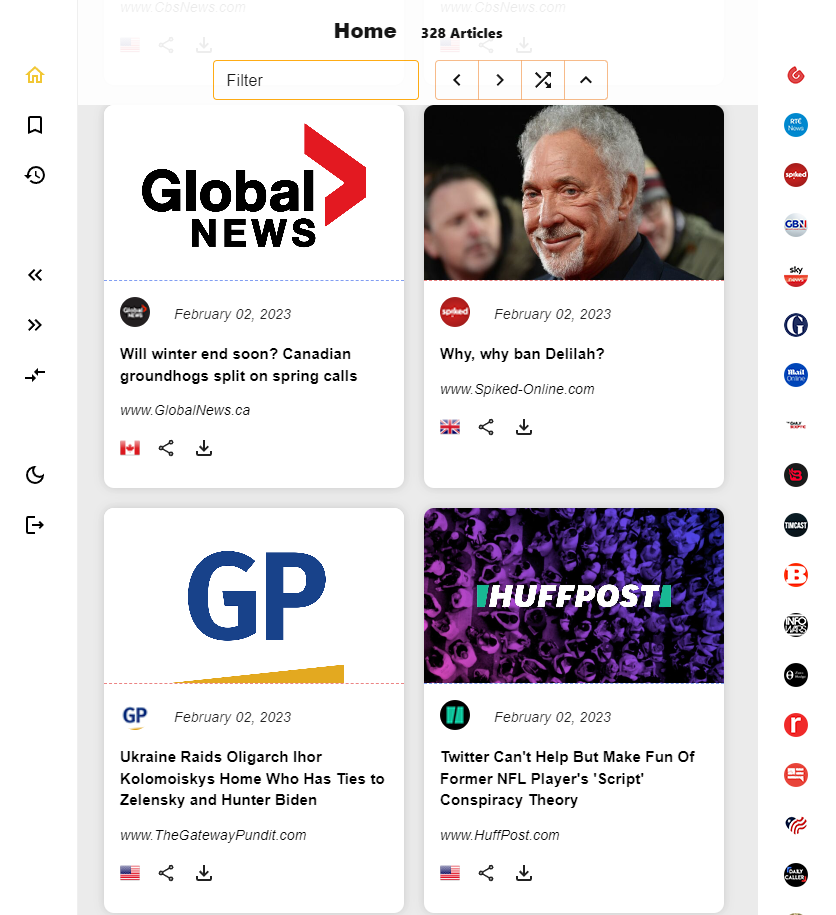 www.CbsNews.com
www.CbsNews.com
Home
328 Articles
Filter
Global
NEWS
Global
NEWS
February 02, 2023
Will winter end soon? Canadian
groundhogs split on spring calls
www.GlobalNews.ca
spiked
February 02, 2023
Why, why ban Delilah?
www.Spiked-Online.com
GP
GP
February 02, 2023
Ukraine Raids Oligarch Ihor
Kolomoiskys Home Who Has Ties to
Zelensky and Hunter Biden
www.TheGatewayPundit.com
HUFFPOST
February 02, 2023
Twitter Can't Help But Make Fun Of
Former NFL Player's 'Script'
Conspiracy Theory
www.HuffPost.com
RTÉ
News
spiked
GBN
sky
news
G
Mail
Online
TIMCAST
B
INFO
WARS
r
DAILY
CALLER